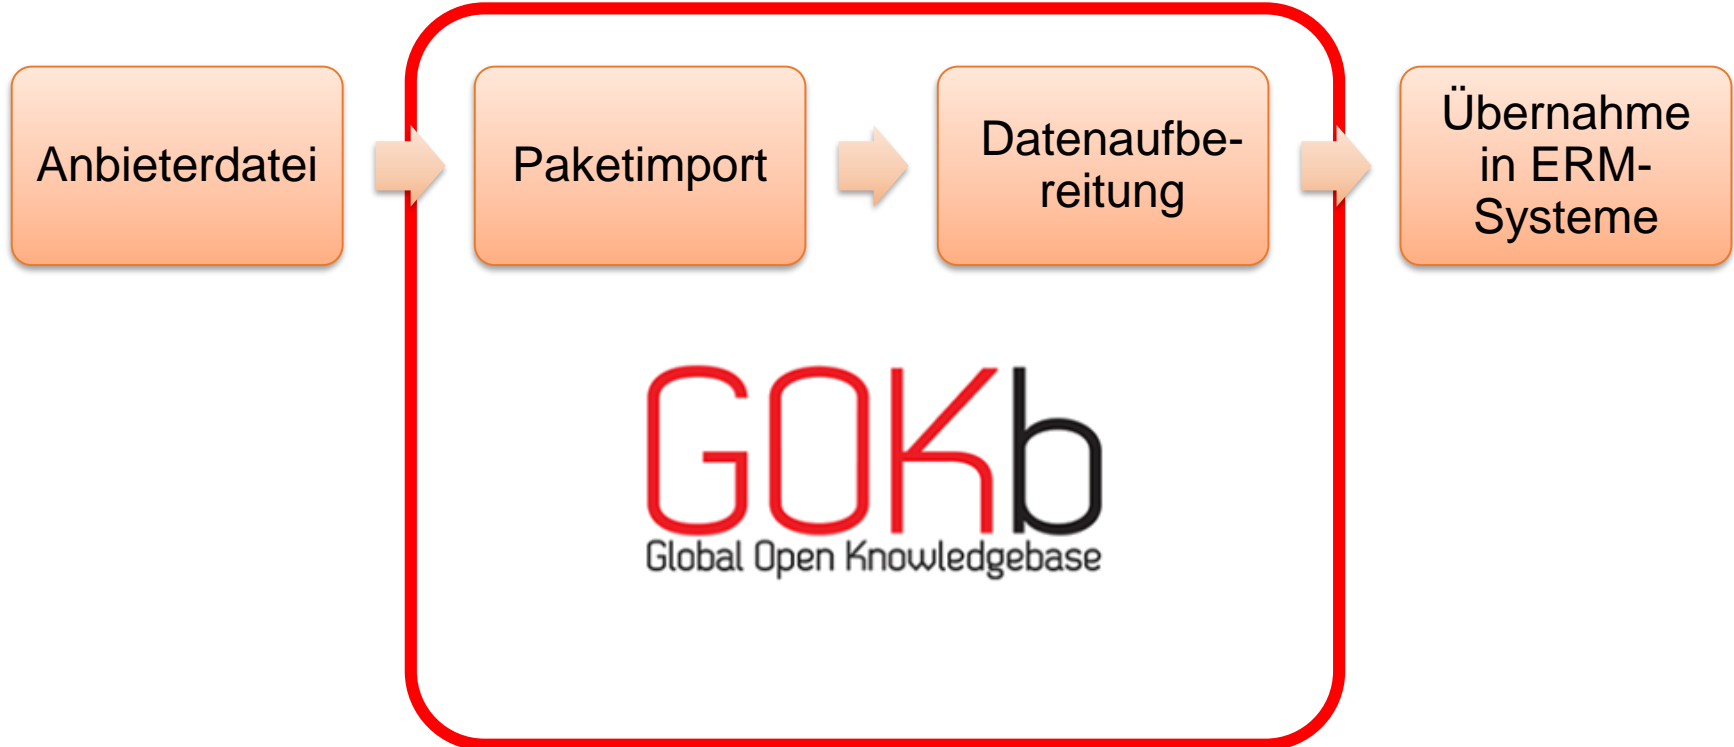 Anbieterdatei
Paketimport
Datenaufbe-
reitung
Übernahme
in ERM-
Systeme
GOKb
Global Open Knowledgebase